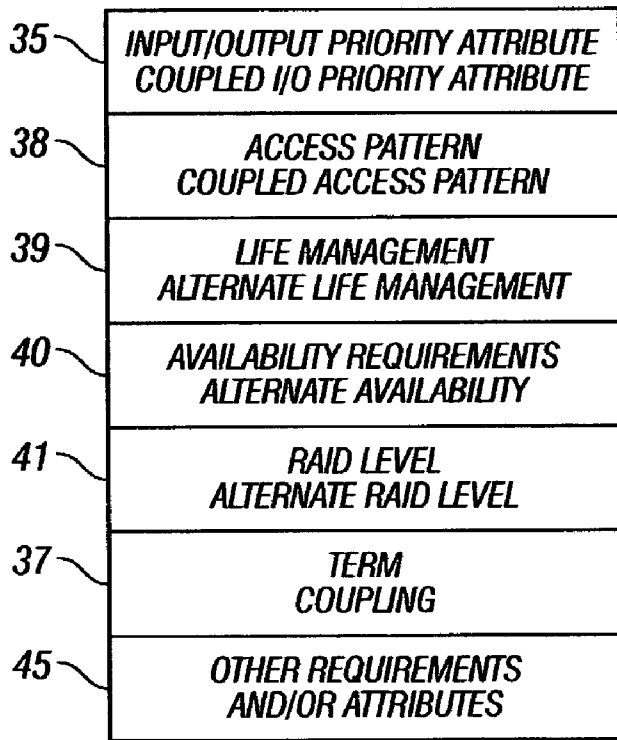 35 INPUT/OUTPUT PRIORITY ATTRIBUTE
COUPLED I/O PRIORITY ATTRIBUTE
38 ACCESS PATTERN
COUPLED ACCESS PATTERN
39 LIFE MANAGEMENT
ALTERNATE LIFE MANAGEMENT
40 AVAILABILITY REQUIREMENTS
ALTERNATE AVAILABILITY
41 RAID LEVEL
ALTERNATE RAID LEVEL
37 TERM
COUPLING
45 OTHER REQUIREMENTS
AND/OR ATTRIBUTES